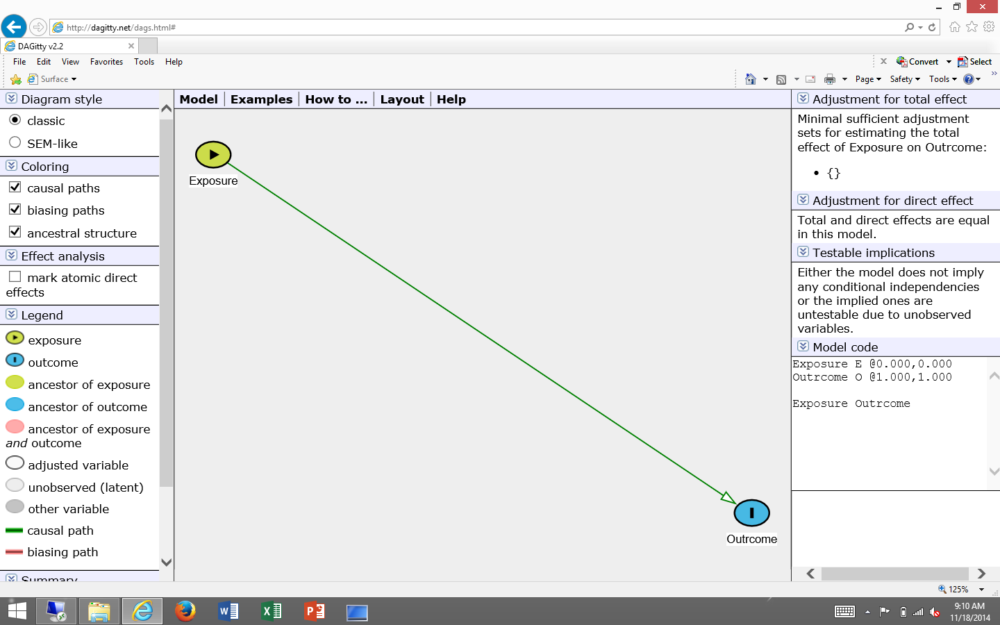 http://dagitty.net/dags.html#
DAGitty v2.2
File Edit View Favorites Tools Help
Convert Select
Surface
Page Safety Tools
Diagram style
classic
SEM-like
Coloring
causal paths
biasing paths
ancestral structure
Effect analysis
mark atomic direct
effects
Legend
exposure
outcome
ancestor of exposure
ancestor of outcome
ancestor of exposure
and outcome
adjusted variable
unobserved (latent)
other variable
causal path
biasing path
Summary
Model Examples How to ... Layout Help
Exposure
Outrcome
Adjustment for total effect
Minimal sufficient adjustment
sets for estimating the total
effect of Exposure on Outrcome:
• {}
Adjustment for direct effect
Total and direct effects are equal
in this model.
Testable implications
Either the model does not imply
any conditional independencies
or the implied ones are
untestable due to unobserved
variables.
Model code
Exposure E @0.000,0.000
Outrcome O @1.000,1.000
Exposure Outrcome
125%
9:10 AM
11/18/2014